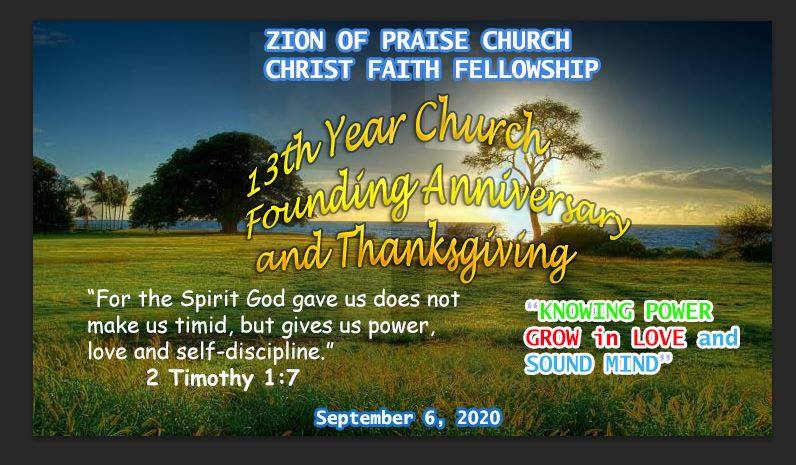 ZION OF PRAISE CHURCH
CHRIST FAITH FELLOWSHIP
13th Year Church
Founding Anniversary
and Thanksgiving
“For the Spirit God gave us does not
make us timid, but gives us power,
love and self-discipline.”
2 Timothy 1:7
“KNOWING POWER
GROW in LOVE and
SOUND MIND”
September 6, 2020